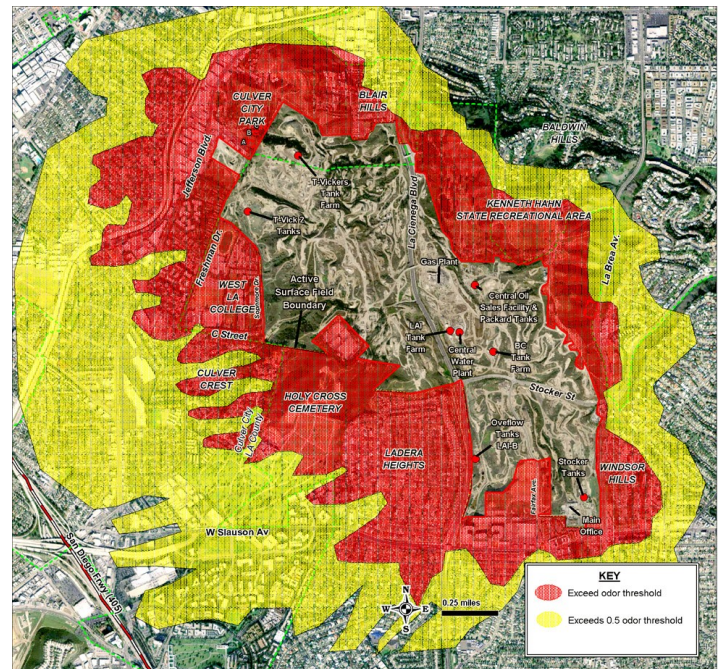 CULVER
CITY
PARK
B
A
BLAIR
HILLS
BALDWIN
HILLS
Jefferson Blvd.
T-Vickers
Tank
Farm
La Cienega Blvd
KENNETH HAHN
STATE RECREATIONAL AREA
T-Vick 2
Tanks
Freshman Dr.
La Brea Av.
Gas Plant
WEST
LA
COLLEGE
Active
Surface Field
Boundary
Central Oil
Sales Facility &
Packard Tanks
C Street
LAI
Tank
Farm
Central
Water
Plant
BC
Tank
Farm
CULVER
CREST
HOLY CROSS
CEMETERY
Stocker St
Culver City
LA County
Oveflow
Tanks
LAI-B
LADERA
HEIGHTS
Stocker
Tanks
WINDSOR
HILLS
Fairfax Ave
W Slauson Av
Main
Office
San Diego Frwy (405)
N
W E
S
0.25 miles
KEY
Exceed odor threshold
Exceeds 0.5 odor threshold